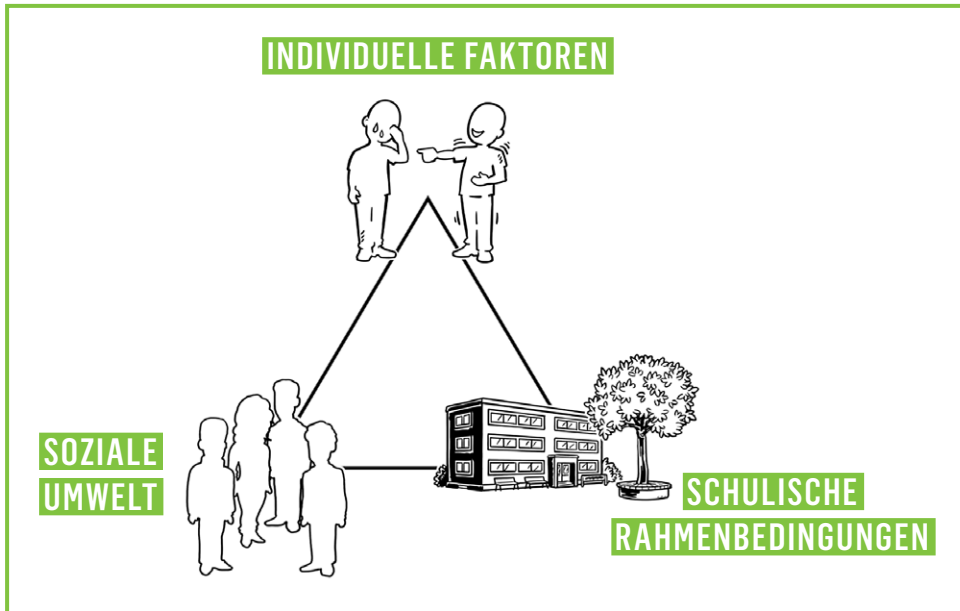 INDIVIDUELLE FAKTOREN
SOZIALE
UMWELT
SCHULISCHE
RAHMENBEDINGUNGEN